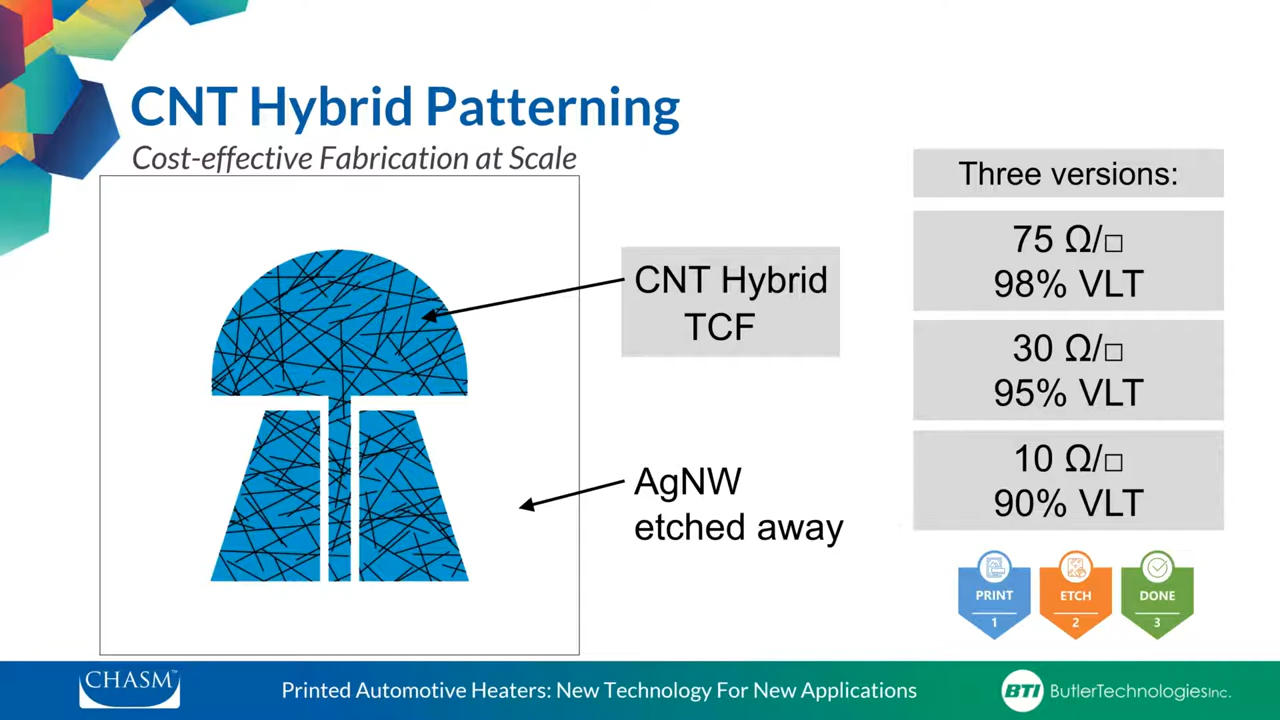 CNT Hybrid Patterning
Cost-effective Fabrication at Scale
CNT Hybrid
TCF
AgNW
etched away
Three versions:
75 Ω/□
98% VLT
30 Ω/□
95% VLT
10 Ω/□
90% VLT
PRINT
1
ETCH
2
DONE
3
CHASM™
Printed Automotive Heaters: New Technology For New Applications
BTI ButlerTechnologiesInc.